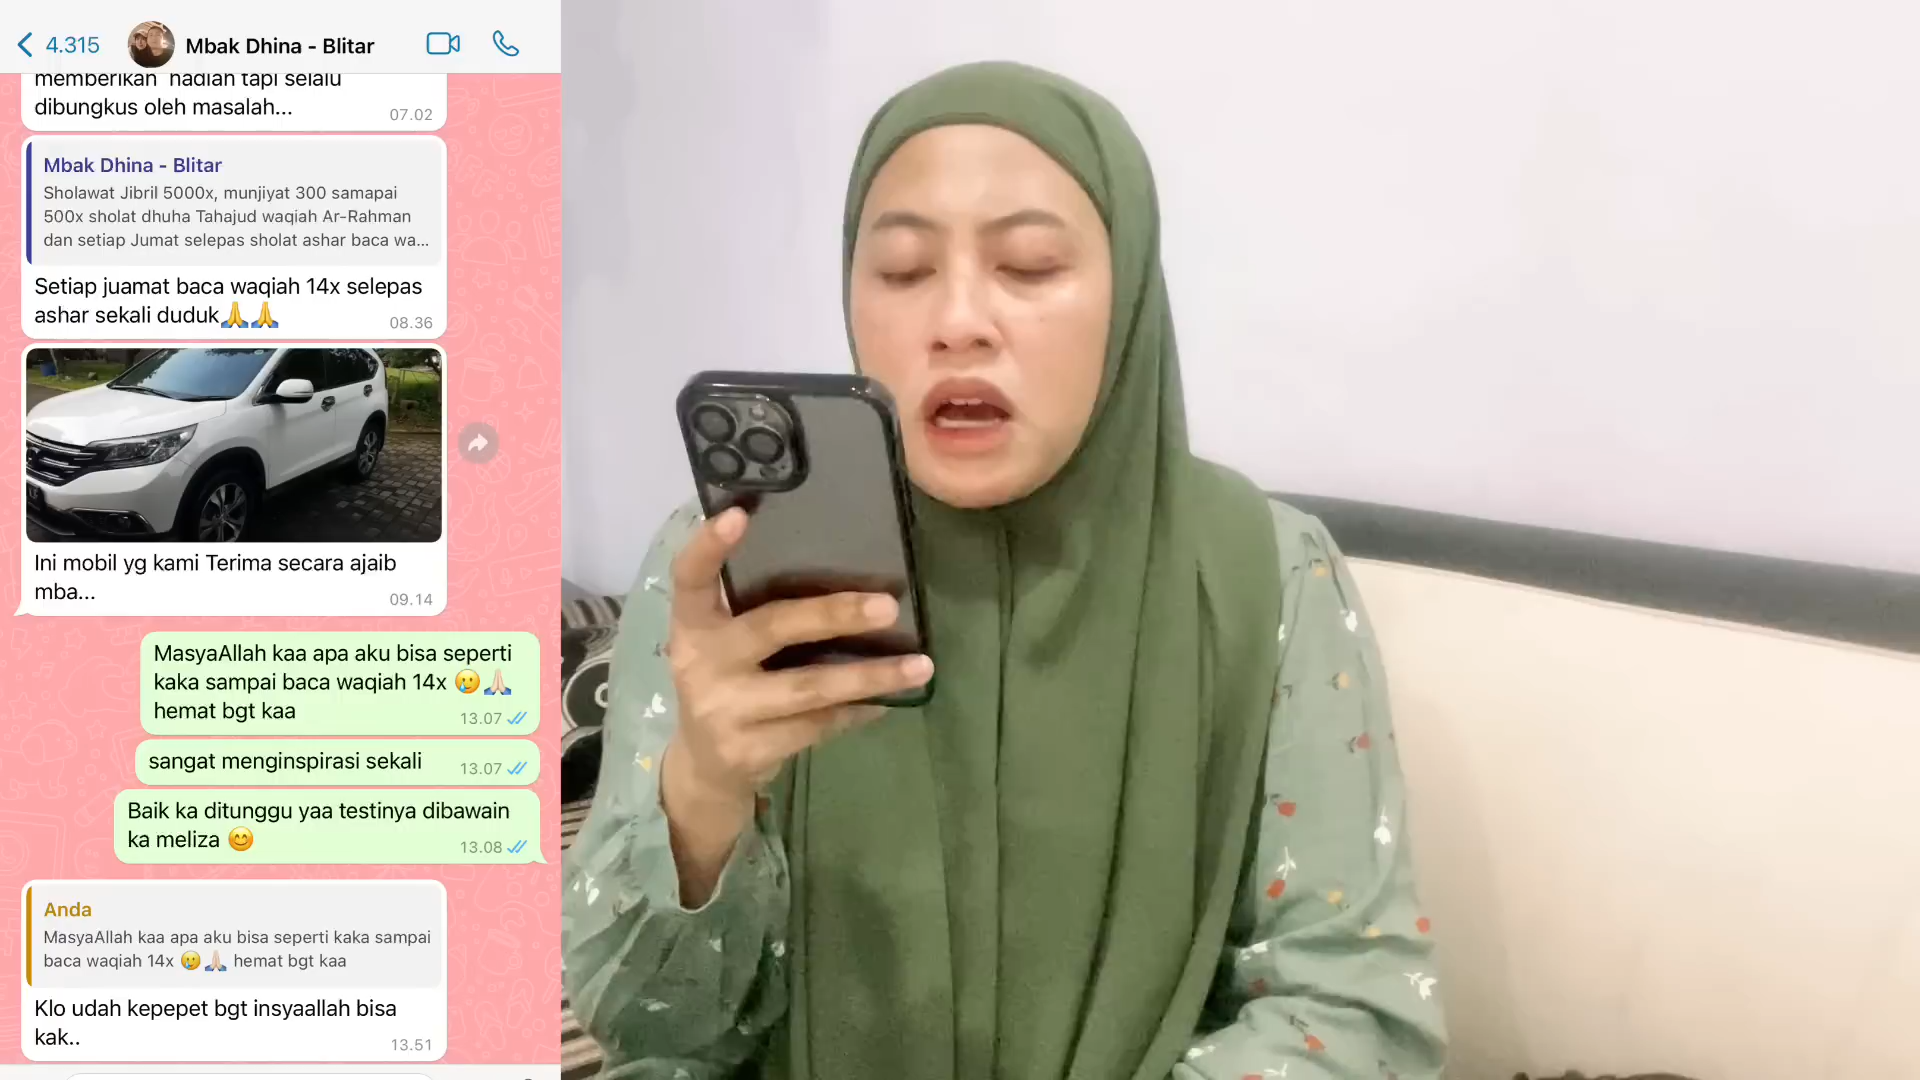 4.315
Mbak Dhina - Blitar
memberikan hadiah tapi selalu
dibungkus oleh masalah...
07.02
Mbak Dhina - Blitar
Sholawat Jibril 5000x, munjiyat 300 samapai
500x sholat dhuha Tahajud waqiah Ar-Rahman
dan setiap Jumat selepas sholat ashar baca wa...
Setiap juamat baca waqiah 14x selepas
ashar sekali duduk🙏🙏
08.36
Ini mobil yg kami Terima secara ajaib
mba...
09.14
MasyaAllah kaa apa aku bisa seperti
kaka sampai baca waqiah 14x 🥲🙏🏻
hemat bgt kaa
13.07
sangat menginspirasi sekali
13.07
Baik ka ditunggu yaa testinya dibawain
ka meliza 😊
13.08
Anda
MasyaAllah kaa apa aku bisa seperti kaka sampai
baca waqiah 14x 🥲🙏🏻 hemat bgt kaa
Klo udah kepepet bgt insyaallah bisa
kak..
13.51